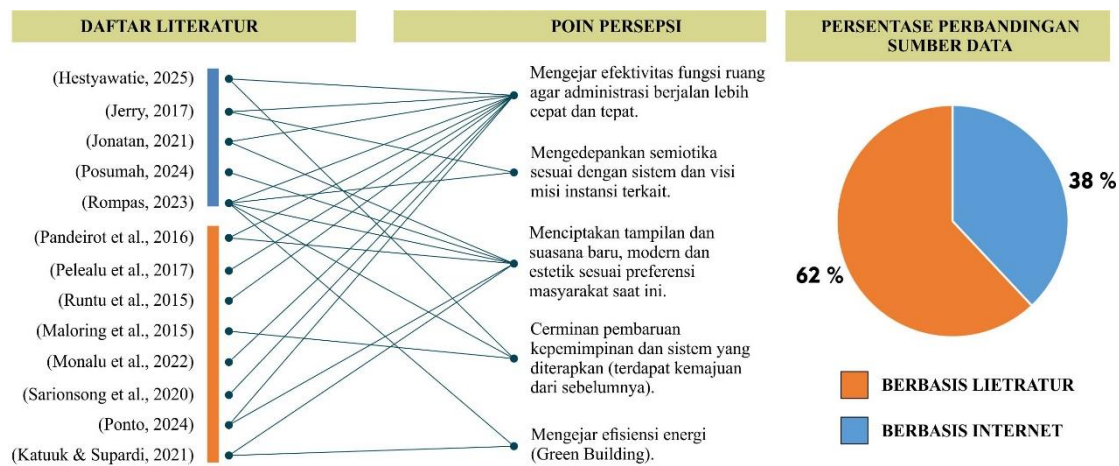 DAFTAR LITERATUR
(Hestyawatie, 2025)
(Jerry, 2017)
(Jonatan, 2021)
(Posumah, 2024)
(Rompas, 2023)
(Pandeirot et al., 2016)
(Pelealu et al., 2017)
(Runtu et al., 2015)
(Maloring et al., 2015)
(Monalu et al., 2022)
(Sarionsong et al., 2020)
(Ponto, 2024)
(Katuuk & Supardi, 2021)
POIN PERSEPSI
Mengejar efektivitas fungsi ruang
agar administrasi berjalan lebih
cepat dan tepat.
Mengedepankan semiotika
sesuai dengan sistem dan visi
misi instansi terkait.
Menciptakan tampilan dan
suasana baru, modern dan
estetik sesuai preferensi
masyarakat saat ini.
Cerminan pembaruan
kepemimpinan dan sistem yang
diterapkan (terdapat kemajuan
dari sebelumnya).
Mengejar efisiensi energi
(Green Building).
PERSENTASE PERBANDINGAN
SUMBER DATA
38 %
62 %
BERBASIS LIETRATUR
BERBASIS INTERNET